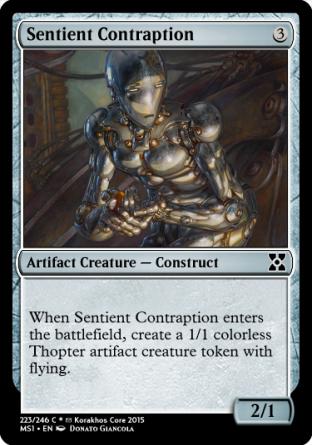 Sentient Contraption 3
Artifact Creature — Construct
When Sentient Contraption enters
the battlefield, create a 1/1 colorless
Thopter artifact creature token with
flying.
2/1
223/246 C * Korakhos Core 2015
MS1 • EN Donato Giancola